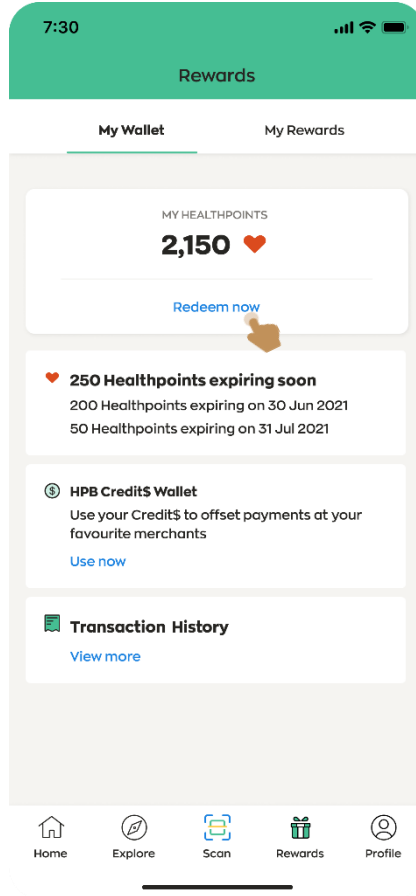 7:30
Rewards
My Wallet
My Rewards
MY HEALTHPOINTS
2,150
Redeem now
250 Healthpoints expiring soon
200 Healthpoints expiring on 30 Jun 2021
50 Healthpoints expiring on 31 Jul 2021
$ HPB Credit$ Wallet
Use your Credit$ to offset payments at your
favourite merchants
Use now
Transaction History
View more
Home Explore Scan Rewards Profile